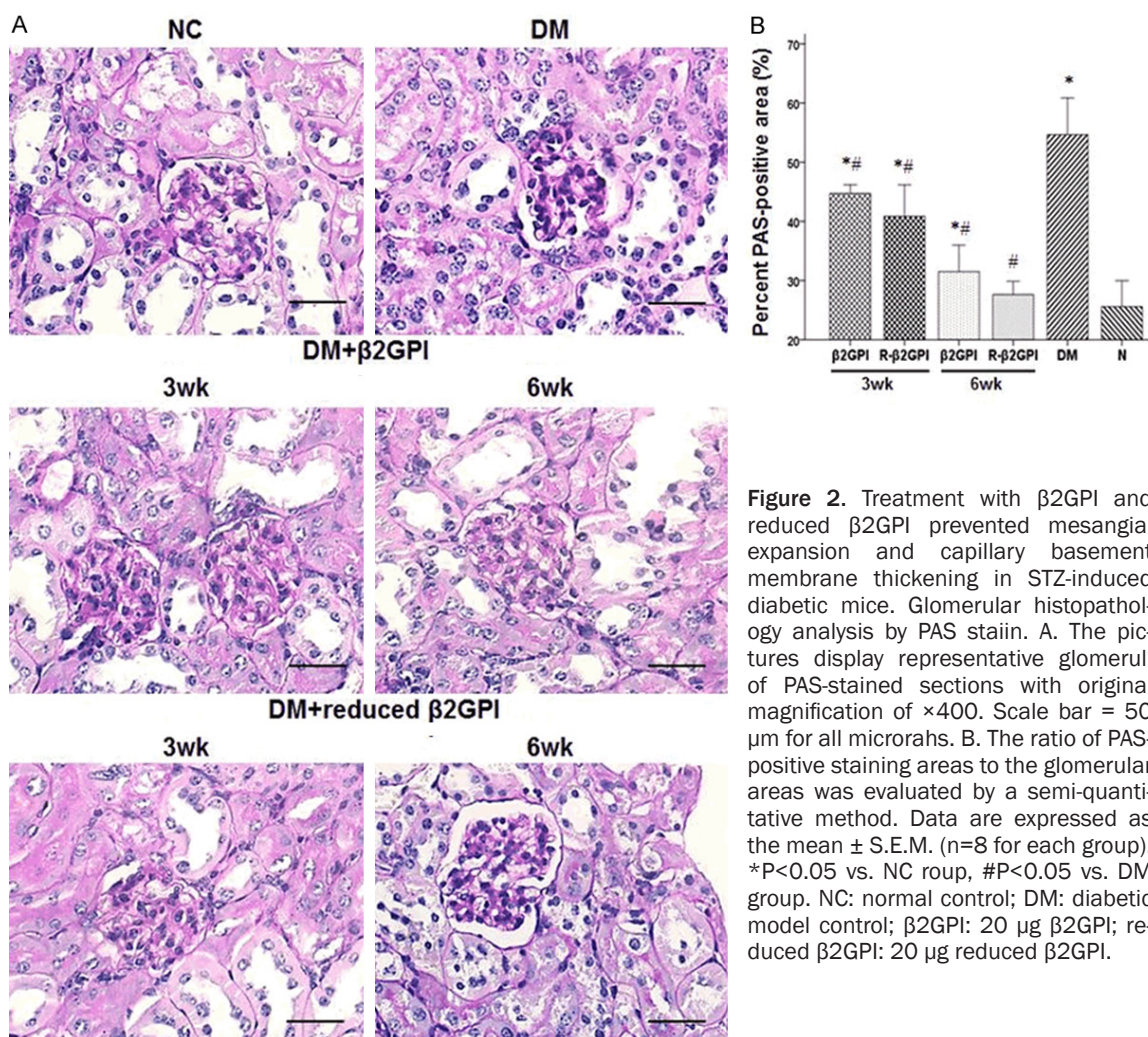 A
NC
DM
DM+β2GPI
3wk
6wk
DM+reduced β2GPI
3wk
6wk
B
Percent PAS-positive area (%)
70
60
50
40
30
20
*#
*#
*#
#
*
β2GPI R-β2GPI β2GPI R-β2GPI DM N
3wk 6wk
Figure 2. Treatment with β2GPI and
reduced β2GPI prevented mesangial
expansion and capillary basement
membrane thickening in STZ-induced
diabetic mice. Glomerular histopathol-
ogy analysis by PAS staiin. A. The pic-
tures display representative glomeruli
of PAS-stained sections with original
magnification of ×400. Scale bar = 50
µm for all microrahs. B. The ratio of PAS-
positive staining areas to the glomerular
areas was evaluated by a semi-quanti-
tative method. Data are expressed as
the mean ± S.E.M. (n=8 for each group).
*P<0.05 vs. NC roup, #P<0.05 vs. DM
group. NC: normal control; DM: diabetic
model control; β2GPI: 20 µg β2GPI; re-
duced β2GPI: 20 µg reduced β2GPI.